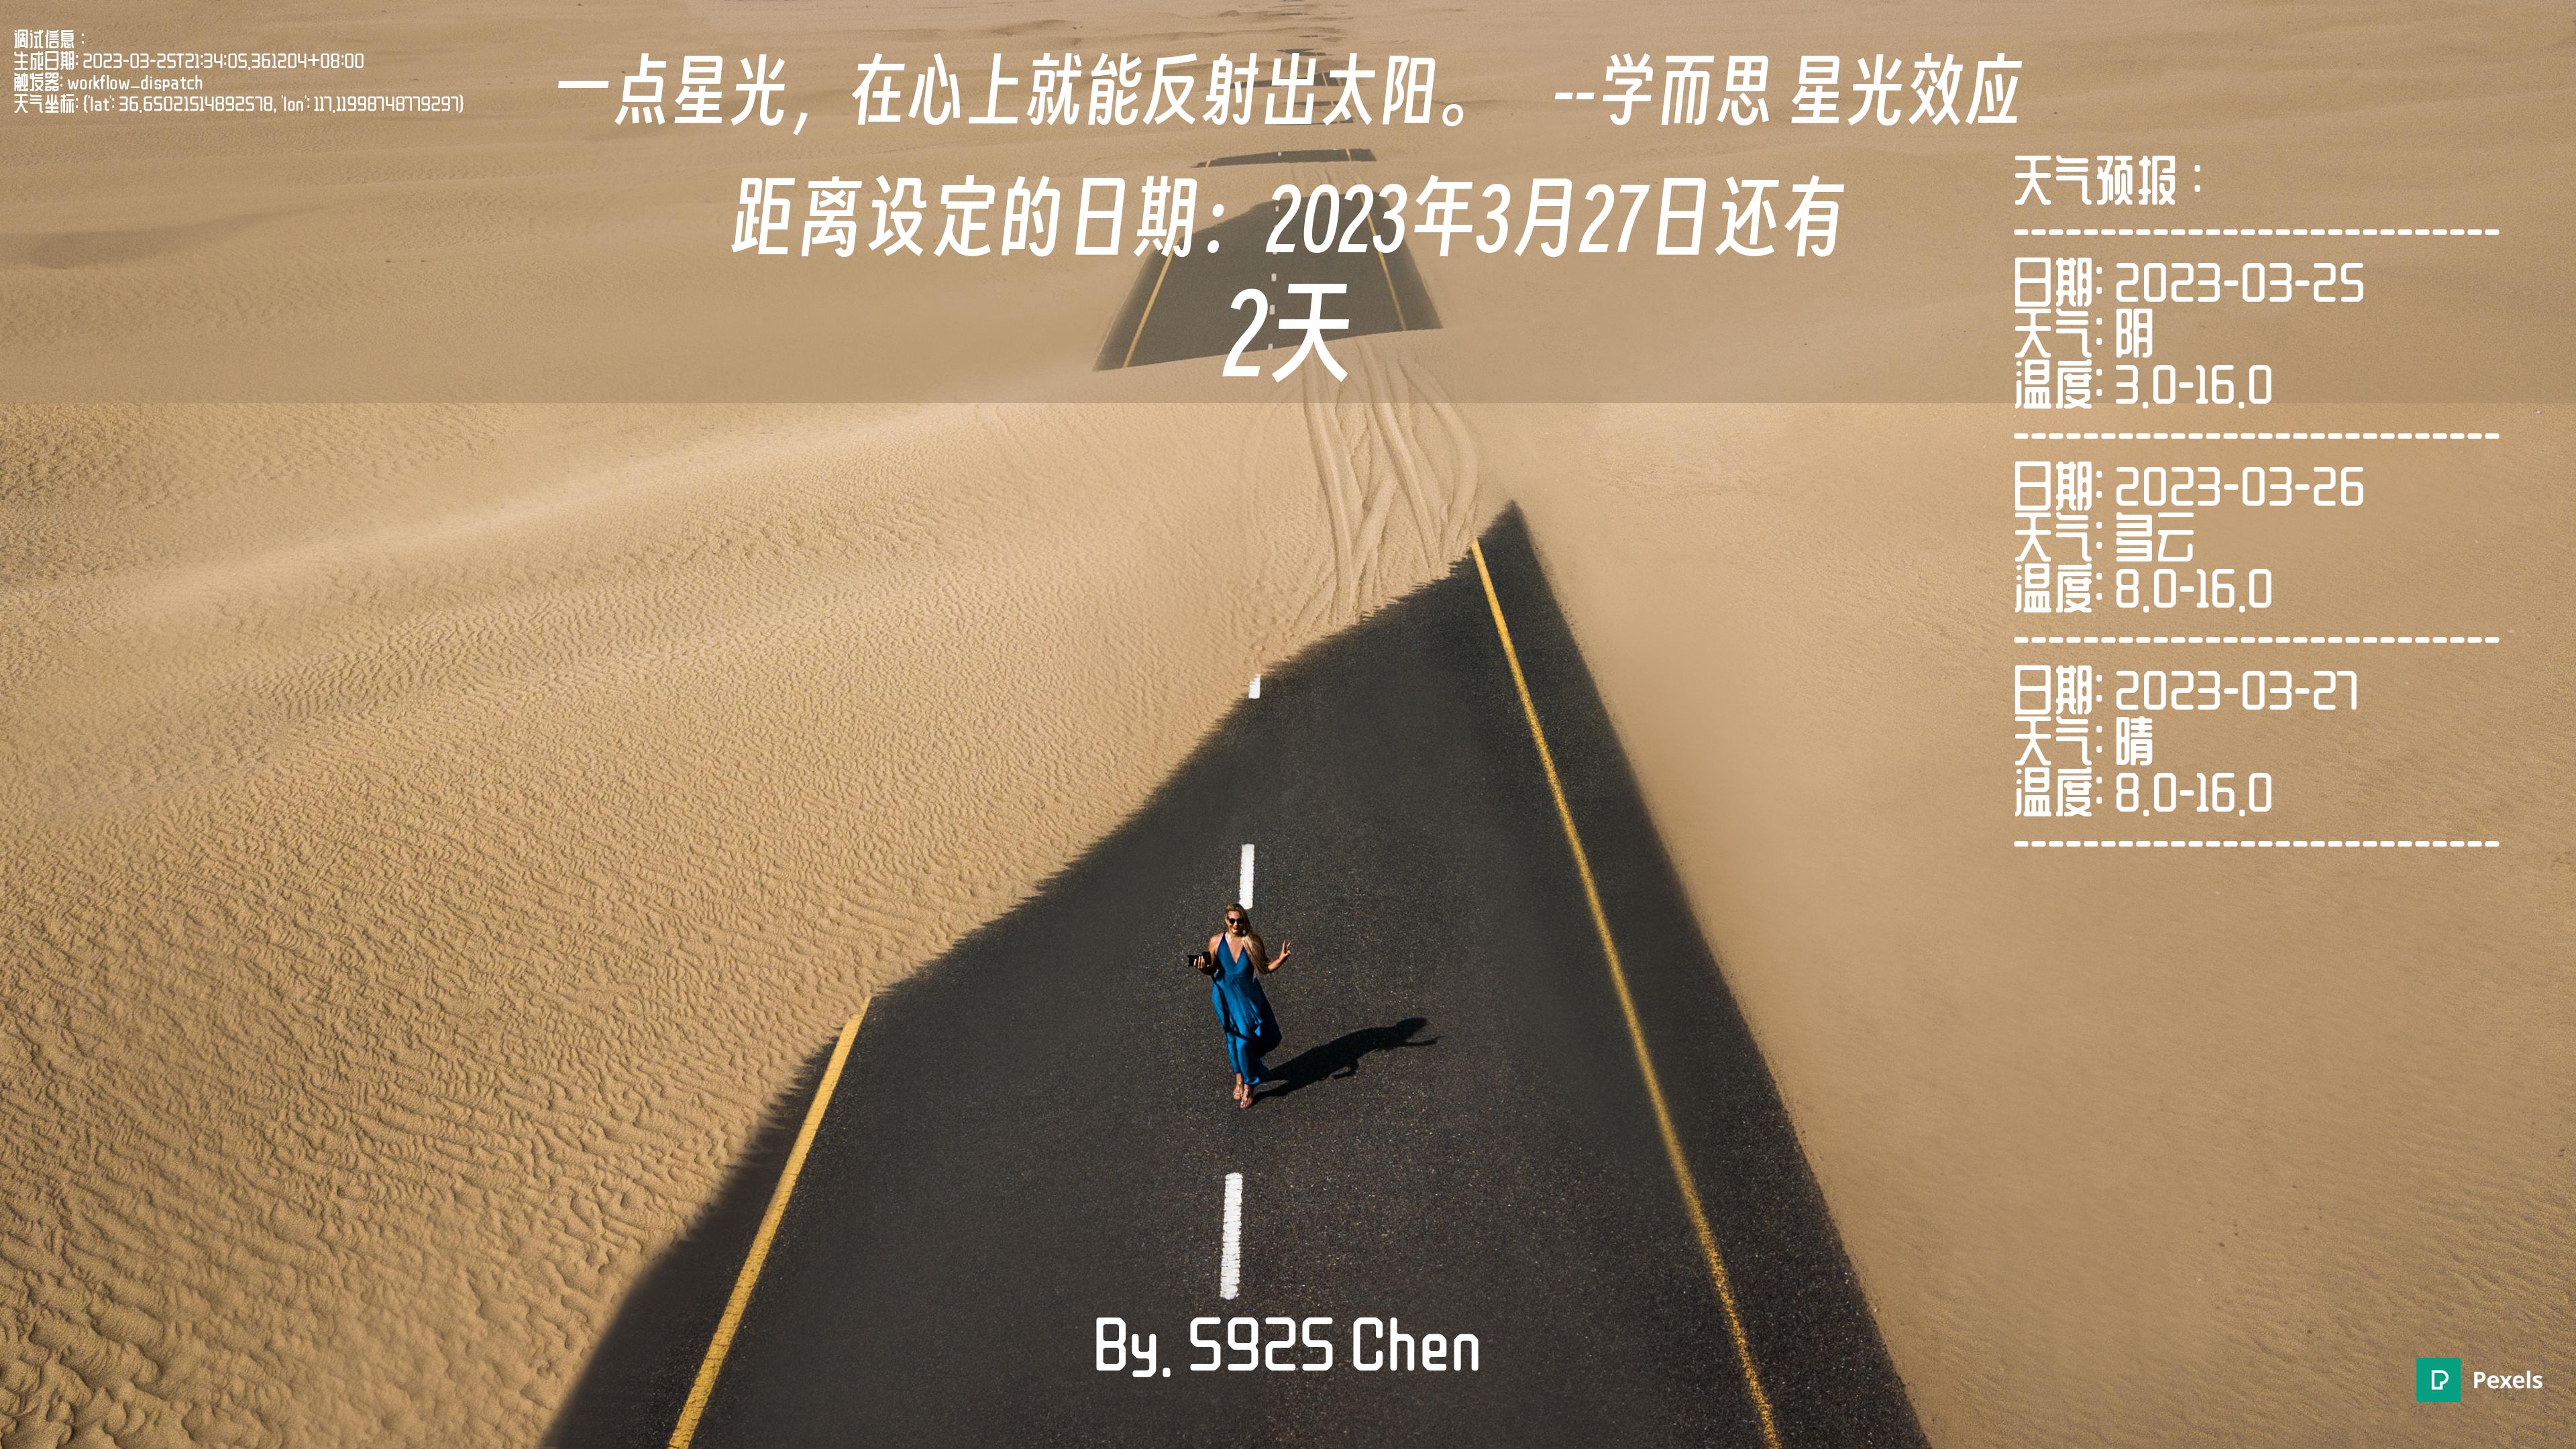 调试信息：
生成日期: 2023-03-25T21:34:05.361204+08:00
触发器: workflow_dispatch
天气坐标: {'lat': 36.65021514892578, 'lon': 117.11998748779297}
一点星光，在心上就能反射出太阳。 --学而思 星光效应
距离设定的日期：2023年3月27日还有
2天
天气预报：
----------------------------
日期: 2023-03-25
天气: 阴
温度: 3.0-16.0
----------------------------
日期: 2023-03-26
天气: 多云
温度: 8.0-16.0
----------------------------
日期: 2023-03-27
天气: 晴
温度: 8.0-16.0
----------------------------
By. 5925 Chen
Pexels